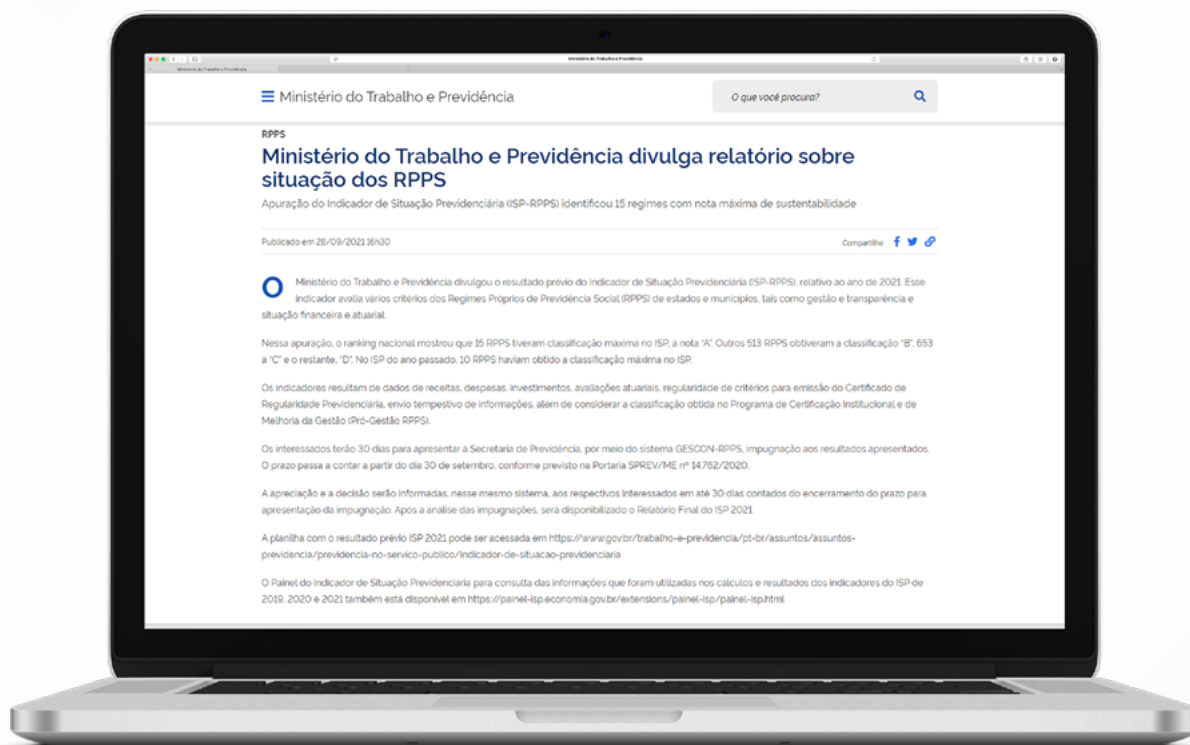 Ministério do Trabalho e Previdência
Ministério do Trabalho e Previdência
Ministério do Trabalho e Previdência
O que você procura?
RPPS
Ministério do Trabalho e Previdência divulga relatório sobre
situação dos RPPS
Apuração do Indicador de Situação Previdenciária (ISP-RPPS) identificou 15 regimes com nota máxima de sustentabilidade
Publicado em 28/09/2021 16h30
Compartilhe:
O Ministério do Trabalho e Previdência divulgou o resultado prévio do Indicador de Situação Previdenciária (ISP-RPPS), relativo ao ano de 2021. Esse
indicador avalia vários critérios dos Regimes Próprios de Previdência Social (RPPS) de estados e municípios, tais como gestão e transparência e
situação financeira e atuarial.
Nessa apuração, o ranking nacional mostrou que 15 RPPS tiveram classificação máxima no ISP, a nota "A". Outros 513 RPPS obtiveram a classificação "B", 653
a "C" e o restante, "D". No ISP do ano passado, 10 RPPS haviam obtido a classificação máxima no ISP.
Os indicadores resultam de dados de receitas, despesas, investimentos, avaliações atuariais, regularidade de critérios para emissão do Certificado de
Regularidade Previdenciária, envio tempestivo de informações, além de considerar a classificação obtida no Programa de Certificação Institucional e de
Melhoria da Gestão (Pró-Gestão RPPS).
Os interessados terão 30 dias para apresentar à Secretaria de Previdência, por meio do sistema GESCON-RPPS, impugnação aos resultados apresentados.
O prazo passa a contar a partir do dia 30 de setembro, conforme previsto na Portaria SPREV/ME nº 14.762/2020.
A apreciação e a decisão serão informadas, nesse mesmo sistema, aos respectivos interessados em até 30 dias contados do encerramento do prazo para
apresentação da impugnação. Após a análise das impugnações, será disponibilizado o Relatório Final do ISP 2021.
A planilha com o resultado prévio ISP 2021 pode ser acessada em https://www.gov.br/trabalho-e-previdencia/pt-br/assuntos/assuntos-
previdencia/previdencia-no-servico-publico/indicador-de-situacao-previdenciaria
O Painel do Indicador de Situação Previdenciária para consulta das informações que foram utilizadas nos cálculos e resultados dos indicadores do ISP de
2019, 2020 e 2021 também está disponível em https://painel-isp.economia.gov.br/extensions/painel-isp/painel-isp.html